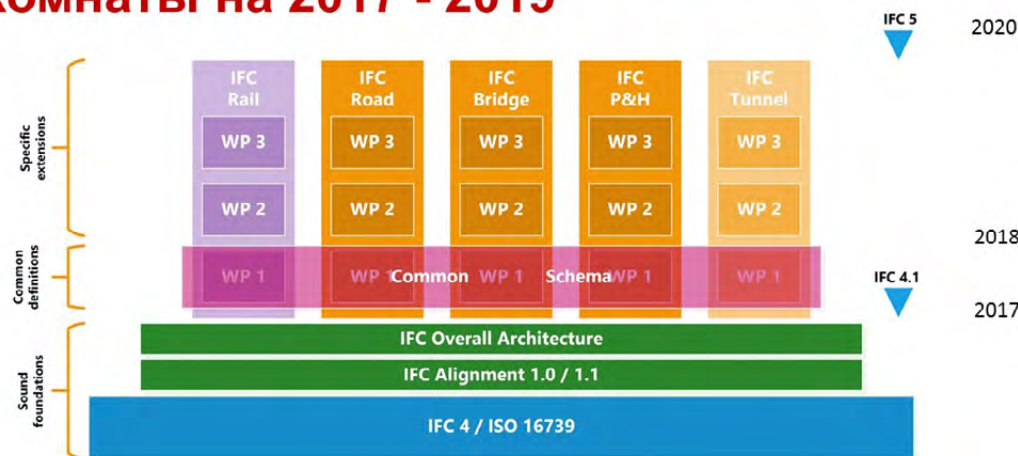 комнаты на 2017 - 2019
IFC 5
2020
Specific
extensions
IFC
Rail
IFC
Road
IFC
Bridge
IFC
P&H
IFC
Tunnel
WP 3
WP 3
WP 3
WP 3
WP 3
WP 2
WP 2
WP 2
WP 2
WP 2
2018
Common
definitions
WP 1
WP 1
WP 1
WP 1
WP 1
Common Schema
IFC 4.1
2017
Sound
foundations
IFC Overall Architecture
IFC Alignment 1.0 / 1.1
IFC 4 / ISO 16739